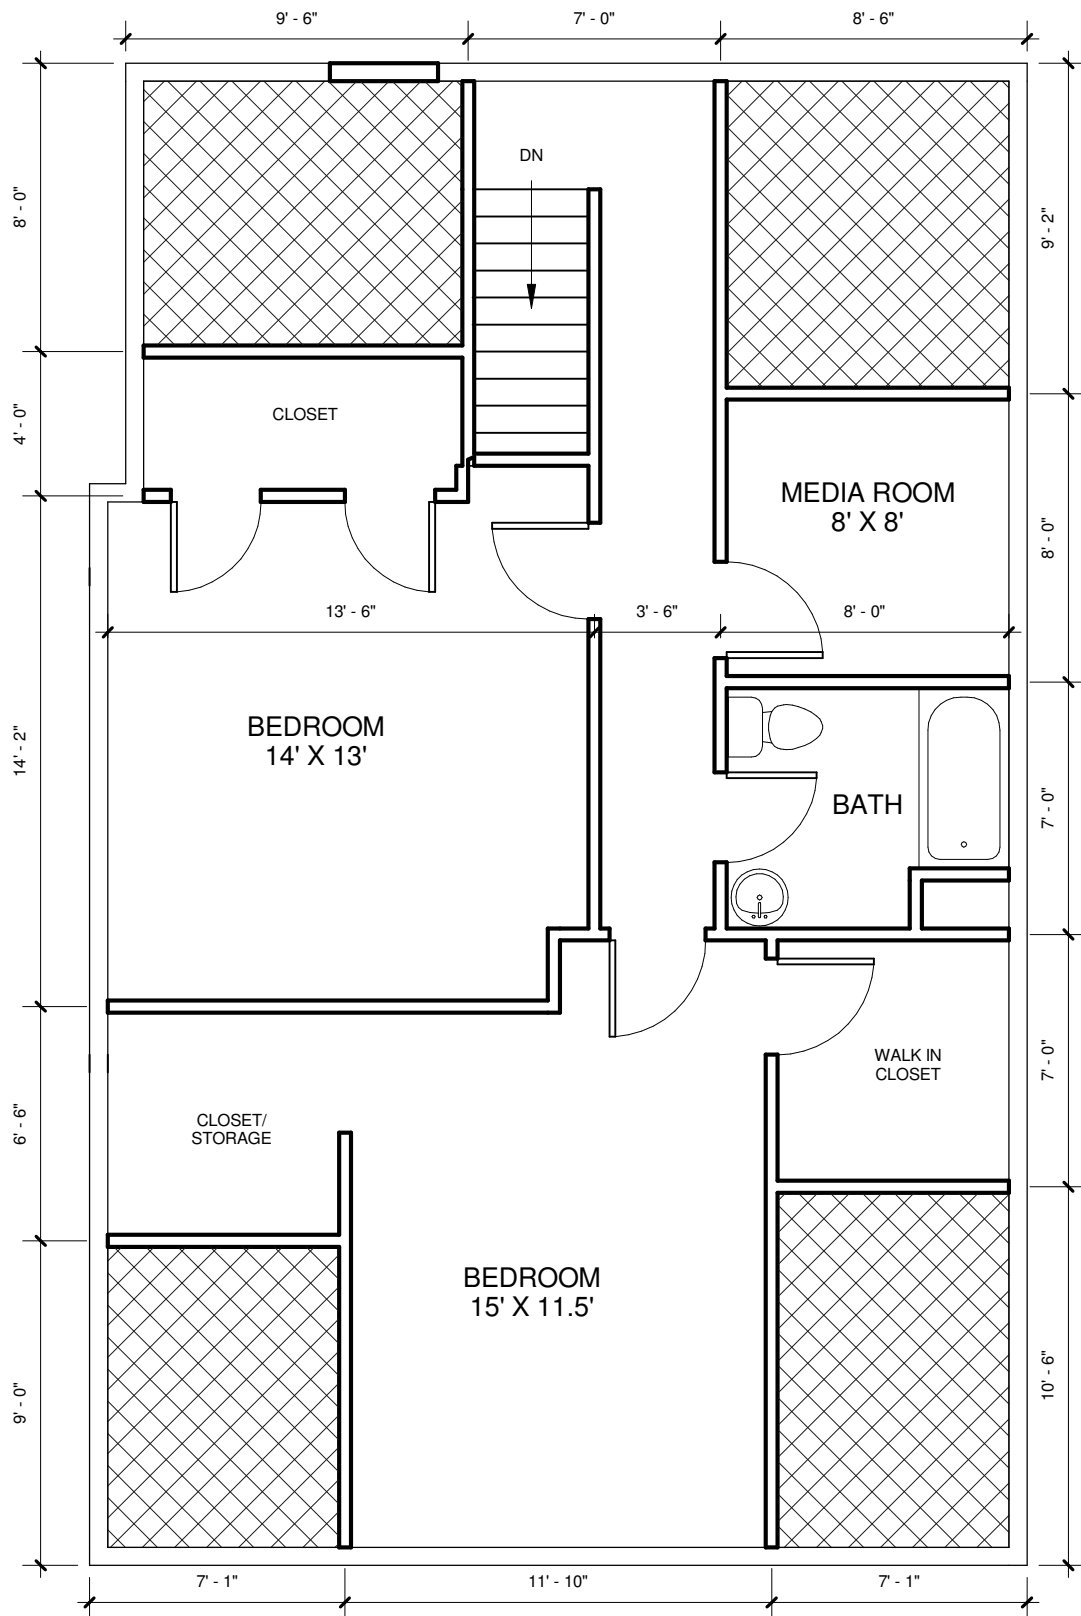 9' - 6"
7' - 0"
8' - 6"
DN
8' - 0"
9' - 2"
CLOSET
4' - 0"
MEDIA ROOM
8' X 8'
8' - 0"
13' - 6"
3' - 6"
8' - 0"
BEDROOM
14' X 13'
14' - 2"
BATH
7' - 0"
WALK IN
CLOSET
7' - 0"
CLOSET/
STORAGE
6' - 6"
BEDROOM
15' X 11.5'
9' - 0"
10' - 6"
7' - 1"
11' - 10"
7' - 1"